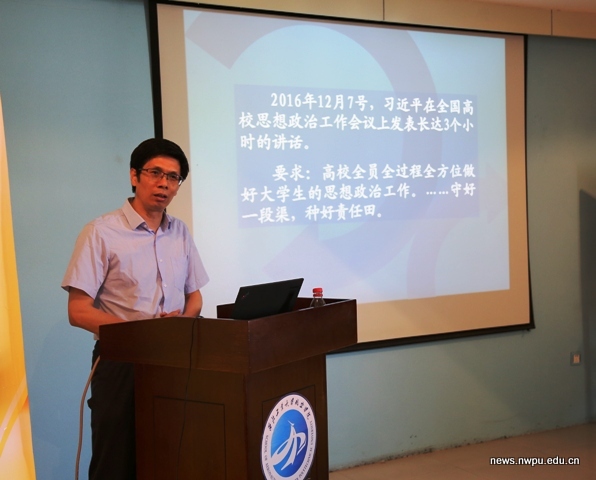 2016年12月7号，习近平在全国高
校思想政治工作会议上发表长达3个小
时的讲话。
要求：高校全员全过程全方位做
好大学生的思想政治工作。……守好
一段渠，种好责任田。
news.nwpu.edu.cn